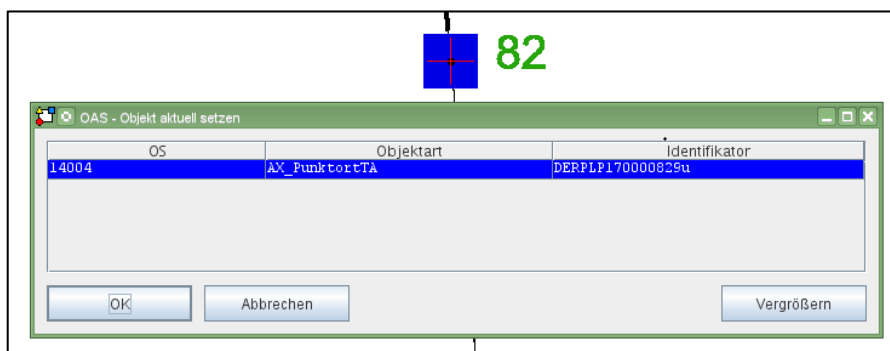 82
OAS - Objekt aktuell setzen
OS Objektart Identifikator
14004 AX_PunktortTA DERPLP170000829u
OK Abbrechen Vergrößern